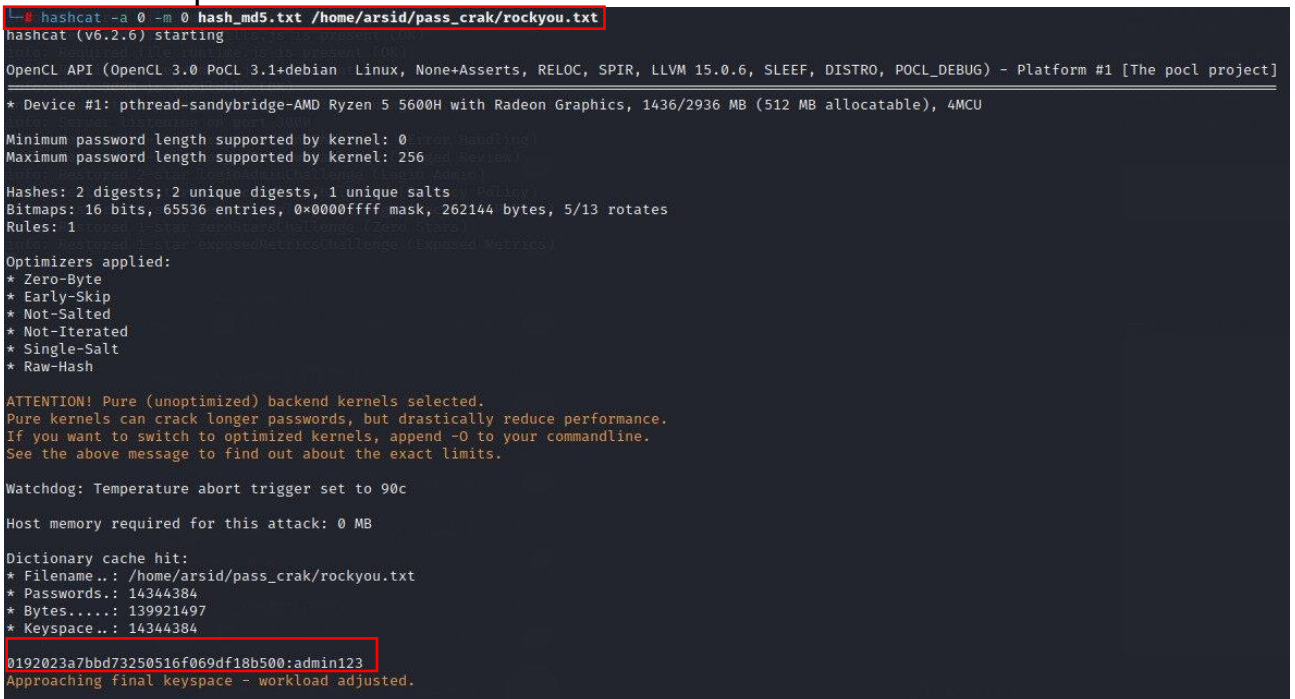 └─# hashcat -a 0 -m 0 hash_md5.txt /home/arsid/pass_crak/rockyou.txt
hashcat (v6.2.6) starting
OpenCL API (OpenCL 3.0 PoCL 3.1+debian  Linux, None+Asserts, RELOC, SPIR, LLVM 15.0.6, SLEEF, DISTRO, POCL_DEBUG) - Platform #1 [The pocl project]
* Device #1: pthread-sandybridge-AMD Ryzen 5 5600H with Radeon Graphics, 1436/2936 MB (512 MB allocatable), 4MCU
Minimum password length supported by kernel: 0
Maximum password length supported by kernel: 256
Hashes: 2 digests; 2 unique digests, 1 unique salts
Bitmaps: 16 bits, 65536 entries, 0×0000ffff mask, 262144 bytes, 5/13 rotates
Rules: 1
Optimizers applied:
* Zero-Byte
* Early-Skip
* Not-Salted
* Not-Iterated
* Single-Salt
* Raw-Hash
ATTENTION! Pure (unoptimized) backend kernels selected.
Pure kernels can crack longer passwords, but drastically reduce performance.
If you want to switch to optimized kernels, append -O to your commandline.
See the above message to find out about the exact limits.
Watchdog: Temperature abort trigger set to 90c
Host memory required for this attack: 0 MB
Dictionary cache hit:
* Filename..: /home/arsid/pass_crak/rockyou.txt
* Passwords.: 14344384
* Bytes.....: 139921497
* Keyspace..: 14344384
0192023a7bbd73250516f069df18b500:admin123
Approaching final keyspace - workload adjusted.